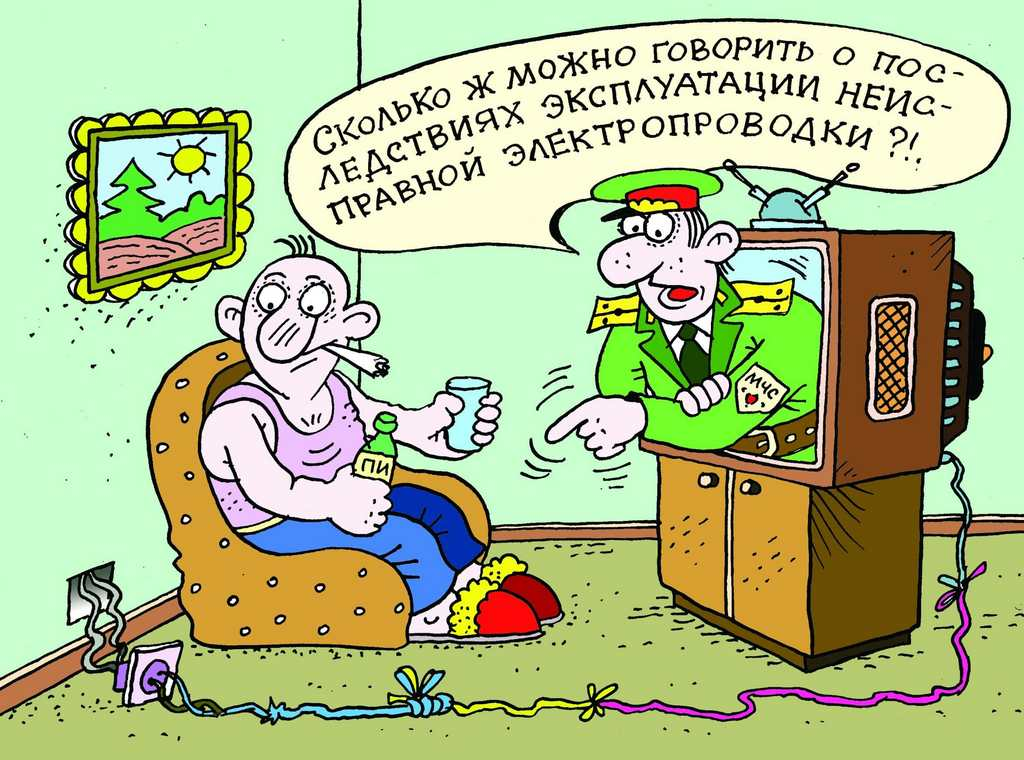 СКОЛЬКО Ж МОЖНО ГОВОРИТЬ О ПОС-
ЛЕДСТВИЯХ ЭКСПЛУАТАЦИИ НЕИС-
ПРАВНОЙ ЭЛЕКТРОПРОВОДКИ ?!.
МЧС
ПИ